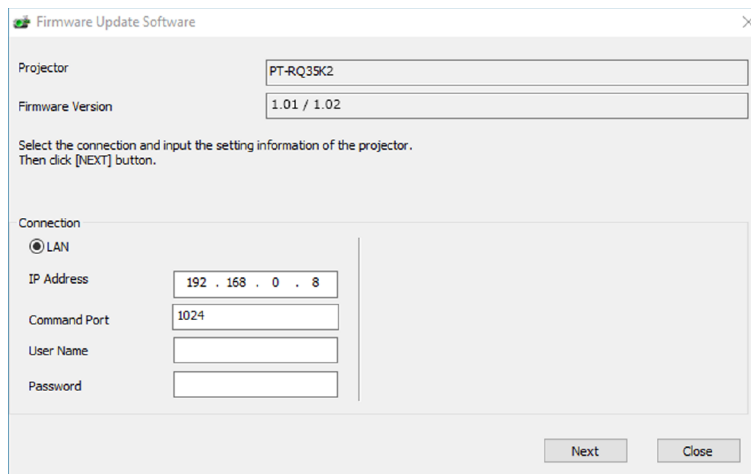 Firmware Update Software
Projector
PT-RQ35K2
Firmware Version
1.01 / 1.02
Select the connection and input the setting information of the projector.
Then click [NEXT] button.
Connection
LAN
IP Address
192 . 168 . 0 . 8
Command Port
1024
User Name
Password
Next
Close